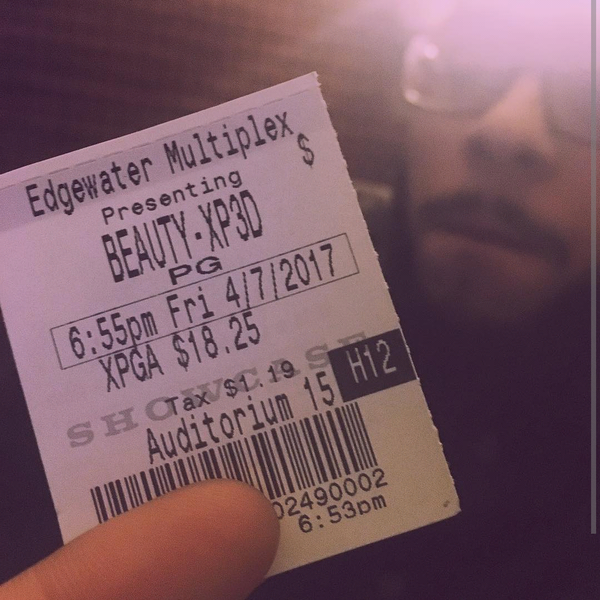 Edgewater Multiplex
$
Presenting
BEAUTY-XP3D
PG
6:55pm Fri 4/7/2017
XPGA $18.25
SHOWCASE
Tax $1.19
H12
Auditorium 15
02490002
6:53pm